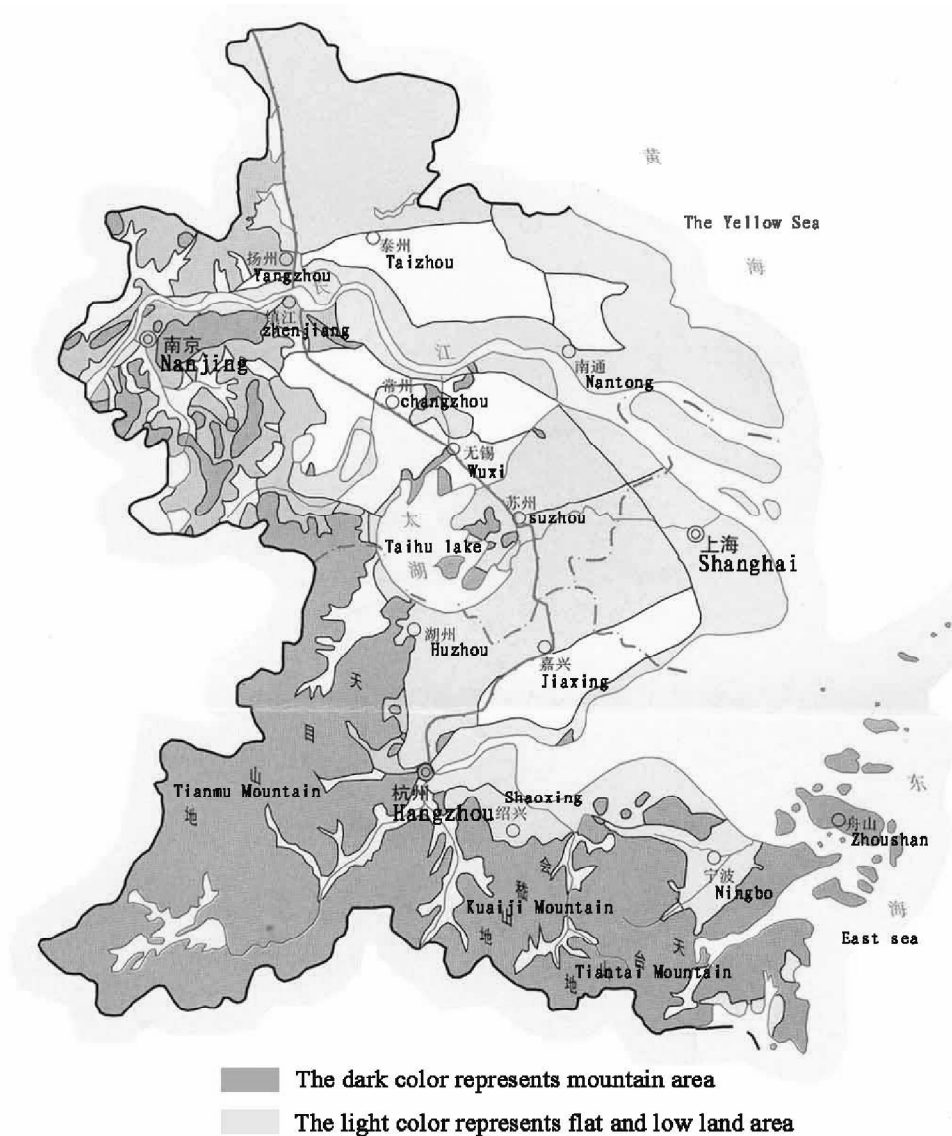 黄
The Yellow Sea
海
泰州
Taizhou
扬州
Yangzhou
长
镇江
zhenjiang
南京
Nanjing
江
南通
Nantong
常州
changzhou
无锡
Wuxi
苏州
suzhou
太
Taihu lake
湖
上海
Shanghai
湖州
Huzhou
嘉兴
Jiaxing
天
目
山
地
Tianmu Mountain
杭州
Hangzhou
Shaoxing
绍兴
东
舟山
Zhoushan
宁波
Ningbo
海
East sea
会
稽
山
地
Kuaiji Mountain
天
台
山
地
Tiantai Mountain
The dark color represents mountain area
The light color represents flat and low land area